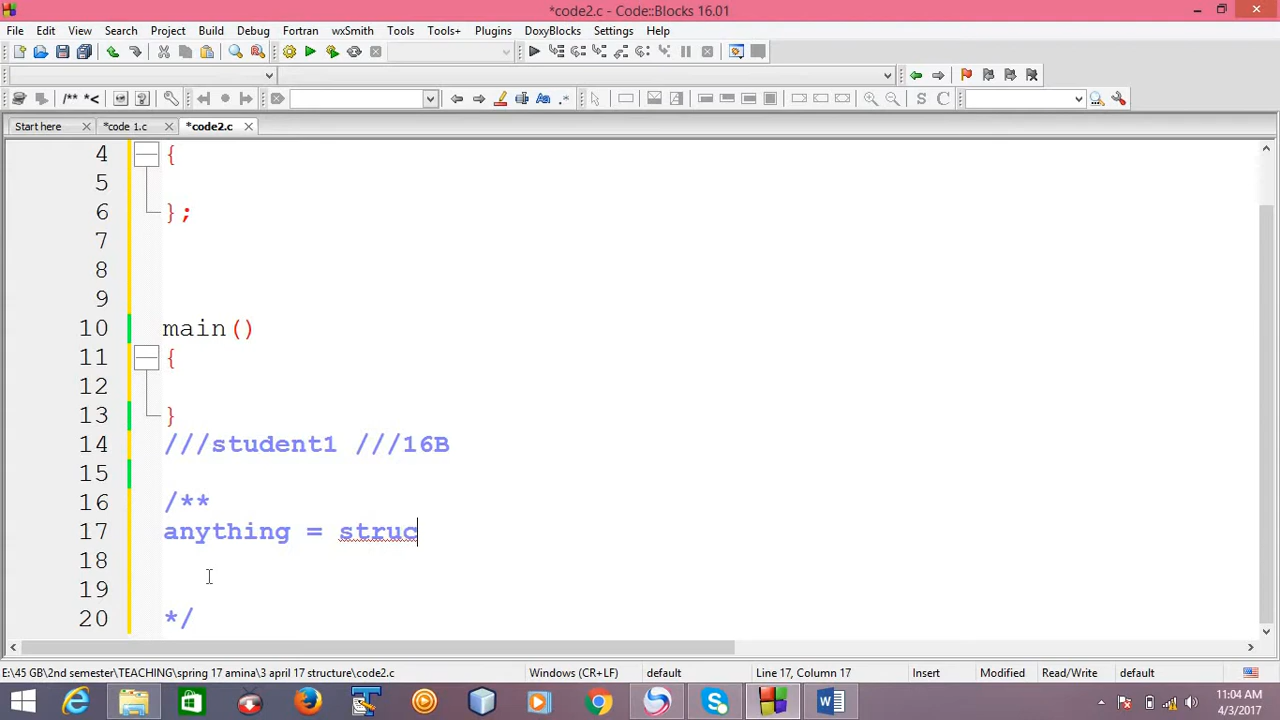 *code2.c - Code::Blocks 16.01
File Edit View Search Project Build Debug Fortran wxSmith Tools Tools+ Plugins DoxyBlocks Settings Help
/** *<
S C
Start here *code 1.c *code2.c
4 {
5
6 };
7
8
9
10 main()
11 {
12
13 }
14 ///student1 ///16B
15
16 /**
17 anything = struc
18
19
20 */
E:\45 GB\2nd semester\TEACHING\spring 17 amina\3 april 17 structure\code2.c Windows (CR+LF) default Line 17, Column 17 Insert Modified Read/Write default
11:04 AM
4/3/2017